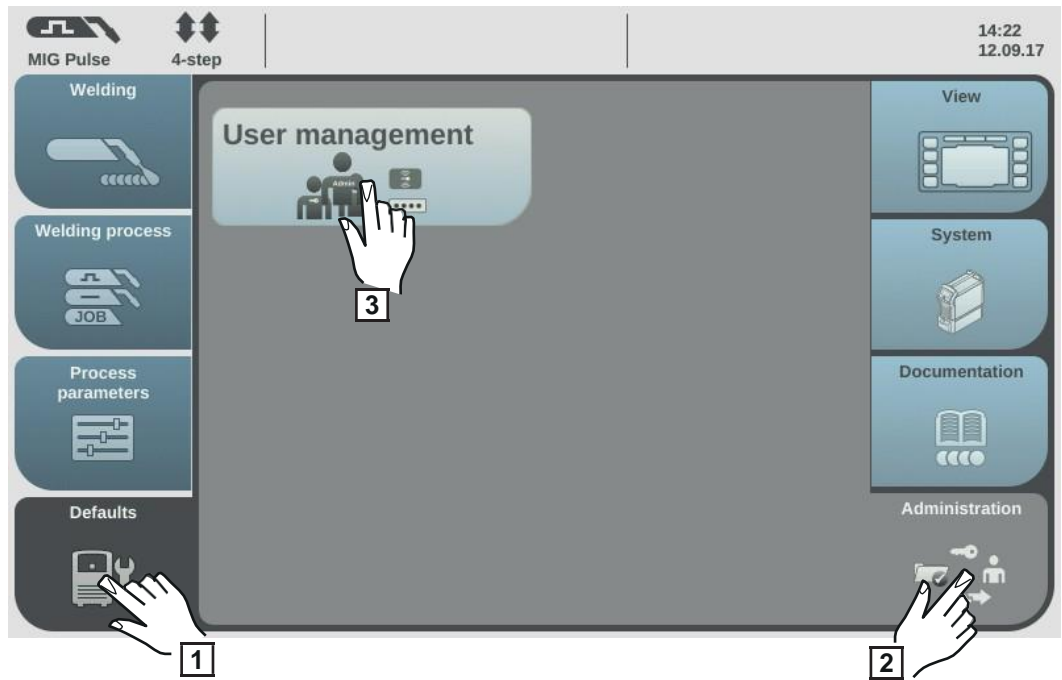 MIG Pulse
4-step
14:22
12.09.17
Welding
Welding process
JOB
Process
parameters
Defaults
User management
Admin
3
View
System
Documentation
Administration
1
2